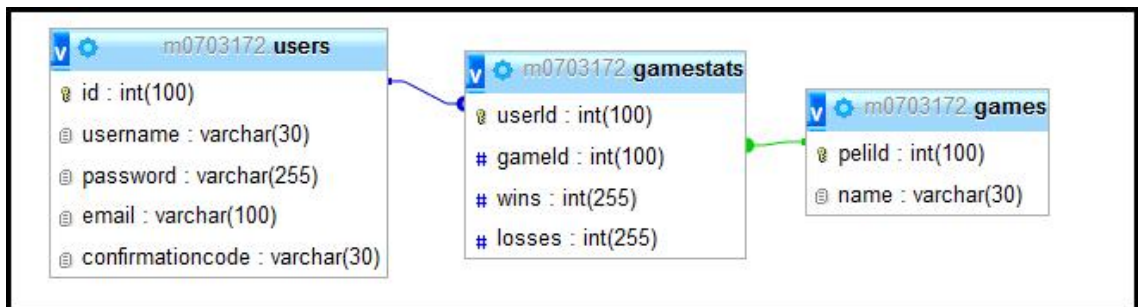 m0703172.users
id : int(100)
username : varchar(30)
password : varchar(255)
email : varchar(100)
confirmationcode : varchar(30)
m0703172.gamestats
userId : int(100)
gameId : int(100)
wins : int(255)
losses : int(255)
m0703172.games
peliId : int(100)
name : varchar(30)